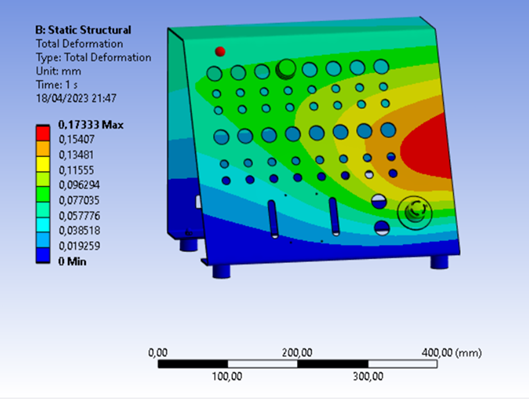 B: Static Structural
Total Deformation
Type: Total Deformation
Unit: mm
Time: 1 s
18/04/2023 21:47
0,17333 Max
0,15407
0,13481
0,11555
0,096294
0,077035
0,057776
0,038518
0,019259
0 Min
0,00 200,00 400,00 (mm)
100,00 300,00